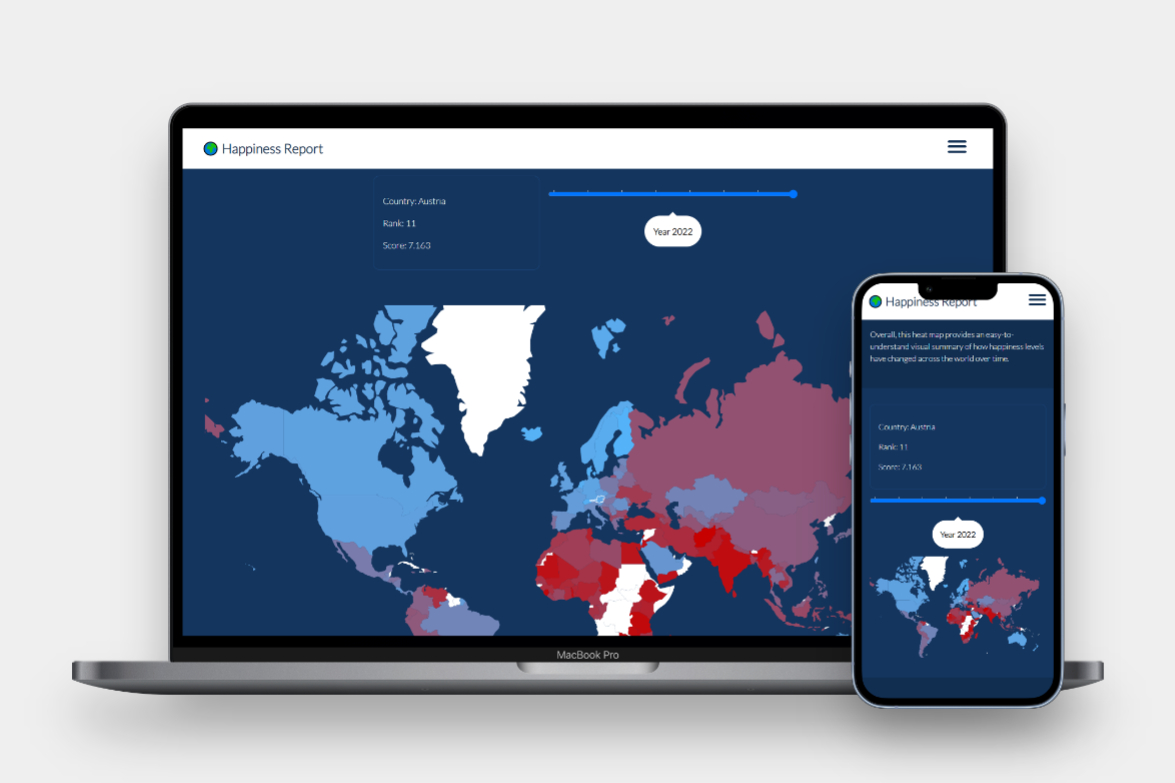 Happiness Report
Country: Austria
Rank: 11
Score: 7.163
Year 2022
MacBook Pro
Happiness Report
Overall, this heat map provides an easy-to-
understand visual summary of how happiness levels
have changed across the world over time.
Country: Austria
Rank: 11
Score: 7.163
Year 2022